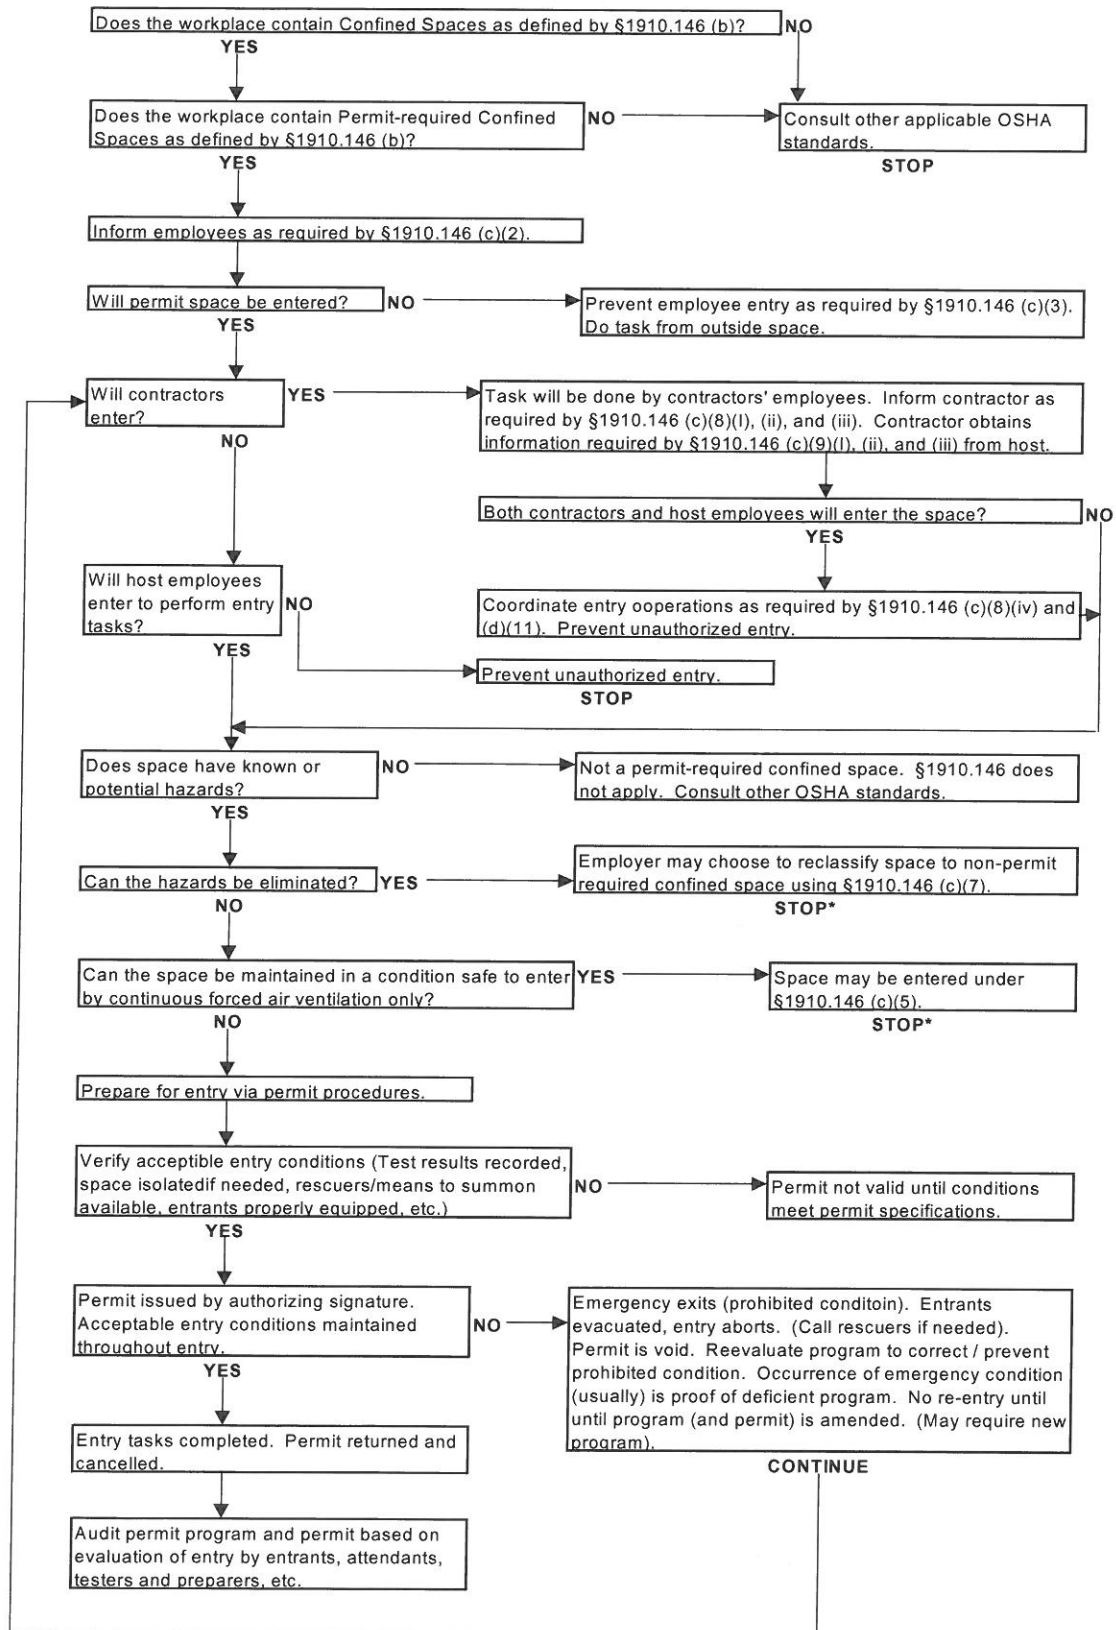 Does the workplace contain Confined Spaces as defined by §1910.146 (b)? NO
YES
Does the workplace contain Permit-required Confined
Spaces as defined by §1910.146 (b)?
NO
Consult other applicable OSHA
standards.
YES
STOP
Inform employees as required by §1910.146 (c)(2).
Will permit space be entered? NO
Prevent employee entry as required by §1910.146 (c)(3).
Do task from outside space.
YES
Will contractors
enter?
YES
Task will be done by contractors' employees.  Inform contractor as
required by §1910.146 (c)(8)(I), (ii), and (iii).  Contractor obtains
information required by §1910.146 (c)(9)(I), (ii), and (iii) from host.
NO
Both contractors and host employees will enter the space? NO
YES
Will host employees
enter to perform entry
tasks?
NO
Coordinate entry ooperations as required by §1910.146 (c)(8)(iv) and
(d)(11).  Prevent unauthorized entry.
YES
Prevent unauthorized entry.
STOP
Does space have known or
potential hazards?
NO
Not a permit-required confined space.  §1910.146 does
not apply.  Consult other OSHA standards.
YES
Can the hazards be eliminated? YES
Employer may choose to reclassify space to non-permit
required confined space using §1910.146 (c)(7).
NO
STOP*
Can the space be maintained in a condition safe to enter
by continuous forced air ventilation only?
YES
Space may be entered under
§1910.146 (c)(5).
NO
STOP*
Prepare for entry via permit procedures.
Verify acceptible entry conditions (Test results recorded,
space isolatedif needed, rescuers/means to summon
available, entrants properly equipped, etc.)
NO
Permit not valid until conditions
meet permit specifications.
YES
Permit issued by authorizing signature.
Acceptable entry conditions maintained
throughout entry.
NO
Emergency exits (prohibited conditoin).  Entrants
evacuated, entry aborts.  (Call rescuers if needed).
Permit is void.  Reevaluate program to correct / prevent
prohibited condition.  Occurrence of emergency condition
(usually) is proof of deficient program.  No re-entry until
until program (and permit) is amended.  (May require new
program).
YES
CONTINUE
Entry tasks completed.  Permit returned and
cancelled.
Audit permit program and permit based on
evaluation of entry by entrants, attendants,
testers and preparers, etc.